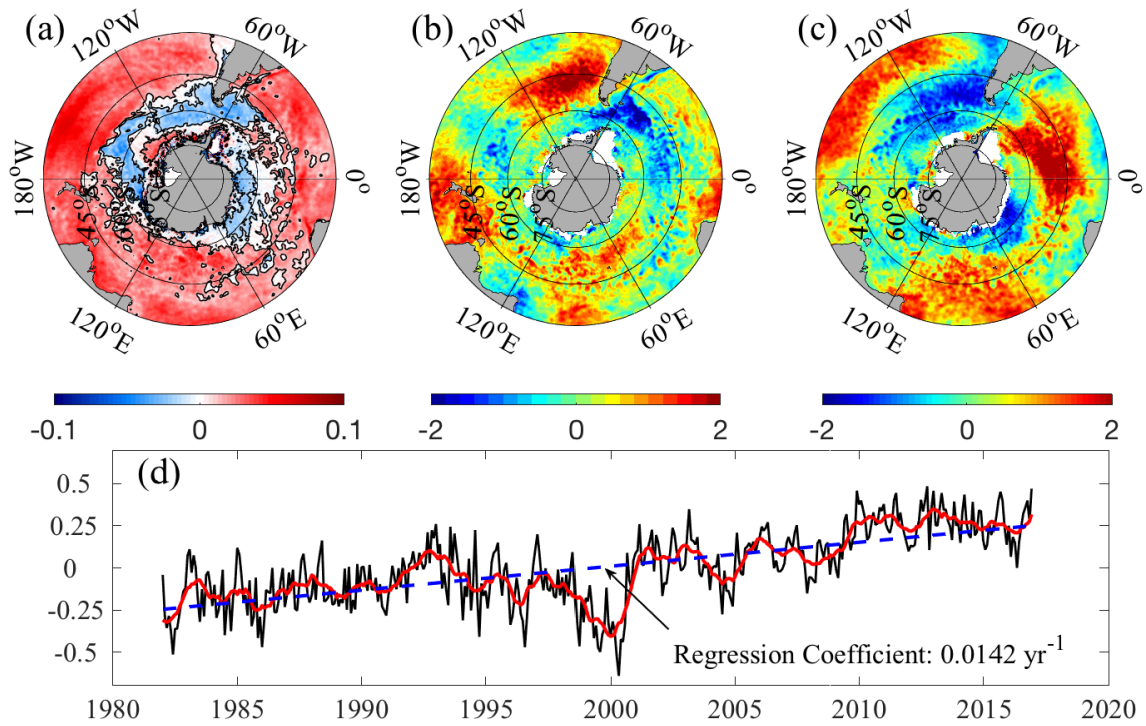 (a) (b) (c)
120°W 60°W 120°W 60°W 120°W 60°W
180°W 0° 180°W 0° 180°W 0°
45°S 45°S 60°S 75°S 45°S 60°S 75°S
120°E 60°E 120°E 60°E 120°E 60°E
-0.1 0 0.1 -2 0 2 -2 0 2
(d)
0.5
0.25
0
-0.25
-0.5
Regression Coefficient: 0.0142 yr⁻¹
1980 1985 1990 1995 2000 2005 2010 2015 2020